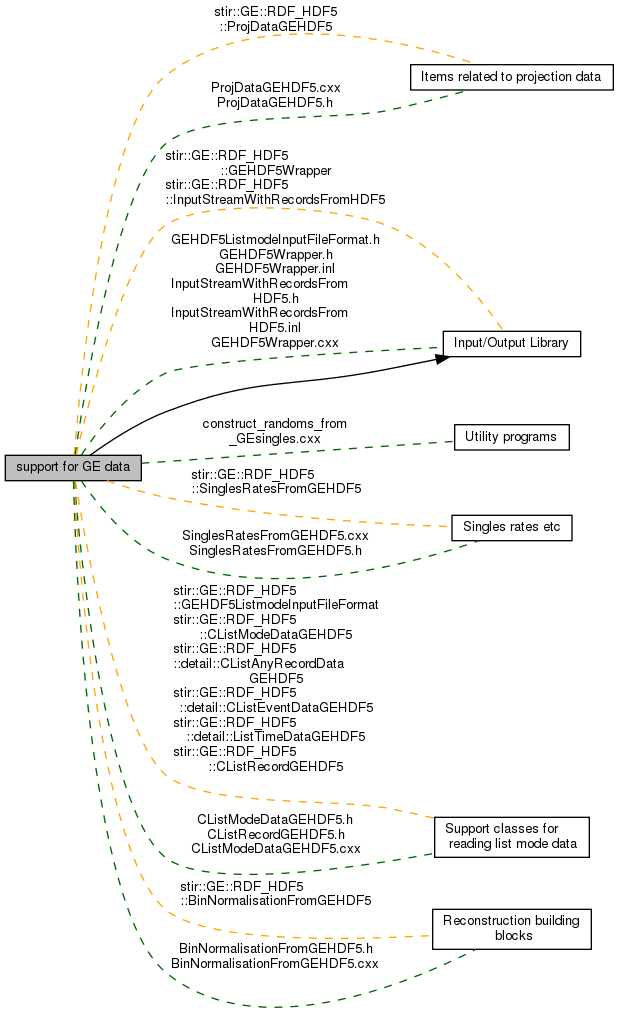 stir::GE::RDF_HDF5
::ProjDataGEHDF5
Items related to projection data
ProjDataGEHDF5.cxx
ProjDataGEHDF5.h
stir::GE::RDF_HDF5
::GEHDF5Wrapper
stir::GE::RDF_HDF5
::InputStreamWithRecordsFromHDF5
GEHDF5ListmodeInputFileFormat.h
GEHDF5Wrapper.h
GEHDF5Wrapper.inl
InputStreamWithRecordsFrom
HDF5.h
InputStreamWithRecordsFrom
HDF5.inl
GEHDF5Wrapper.cxx
Input/Output Library
construct_randoms_from
_GEsingles.cxx
Utility programs
support for GE data
stir::GE::RDF_HDF5
::SinglesRatesFromGEHDF5
Singles rates etc
SinglesRatesFromGEHDF5.cxx
SinglesRatesFromGEHDF5.h
stir::GE::RDF_HDF5
::GEHDF5ListmodeInputFileFormat
stir::GE::RDF_HDF5
::CListModeDataGEHDF5
stir::GE::RDF_HDF5
::detail::CListAnyRecordData
GEHDF5
stir::GE::RDF_HDF5
::detail::CListEventDataGEHDF5
stir::GE::RDF_HDF5
::detail::ListTimeDataGEHDF5
stir::GE::RDF_HDF5
::CListRecordGEHDF5
CListModeDataGEHDF5.h
CListRecordGEHDF5.h
CListModeDataGEHDF5.cxx
Support classes for
reading list mode data
stir::GE::RDF_HDF5
::BinNormalisationFromGEHDF5
Reconstruction building
blocks
BinNormalisationFromGEHDF5.h
BinNormalisationFromGEHDF5.cxx